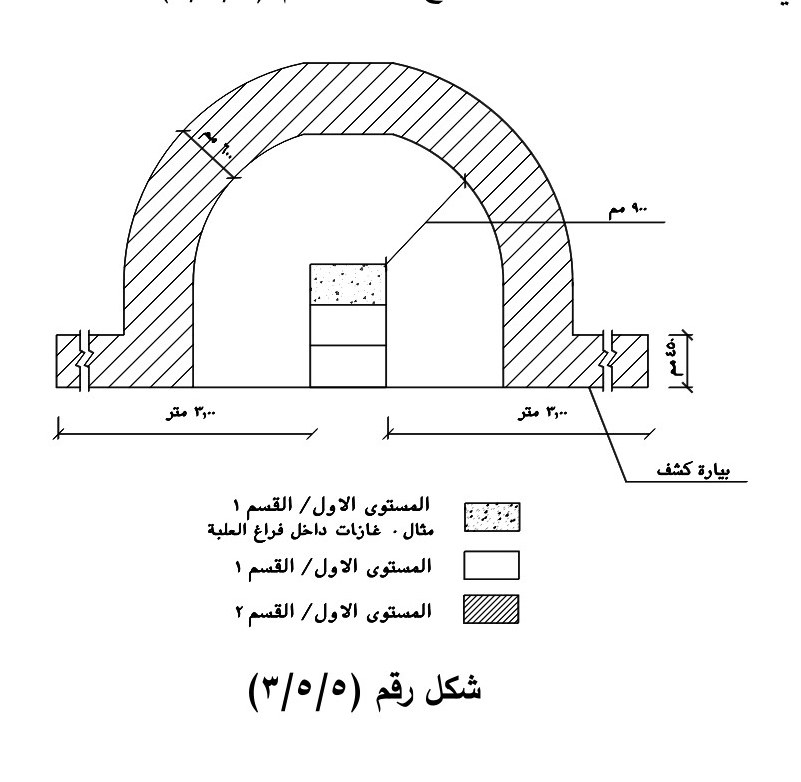 ٦٠٠ مم
٩٠٠ مم
٤٥٠ مم
٣,٠٠ متر
٣,٠٠ متر
بيارة كشف
المستوى الاول/ القسم ١
مثال . غازات داخل فراغ العلبة
المستوى الاول/ القسم ١
المستوى الاول/ القسم ٢
شكل رقم (٣/٥/٥)